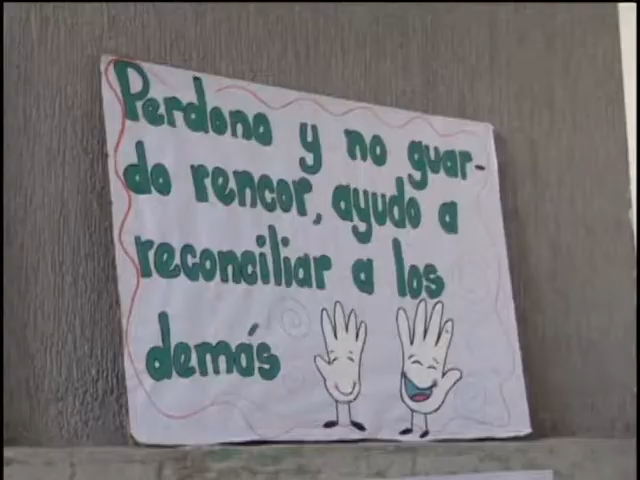 Perdono y no guar-
do rencor, ayudo a
reconciliar a los
demás